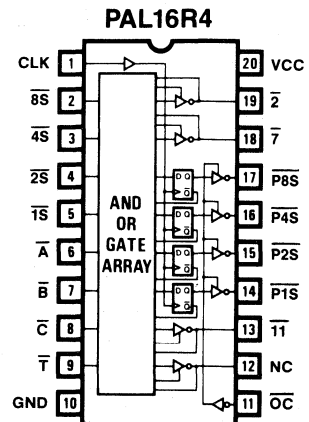 PAL16R4
CLK 1 20 VCC
8S 2 19 2
4S 3 18 7
2S 4 D Q Q 17 P8S
1S 5 D Q Q 16 P4S
A 6 D Q Q 15 P2S
B 7 D Q Q 14 P1S
C 8 13 11
T 9 12 NC
GND 10 11 OC
AND
OR
GATE
ARRAY